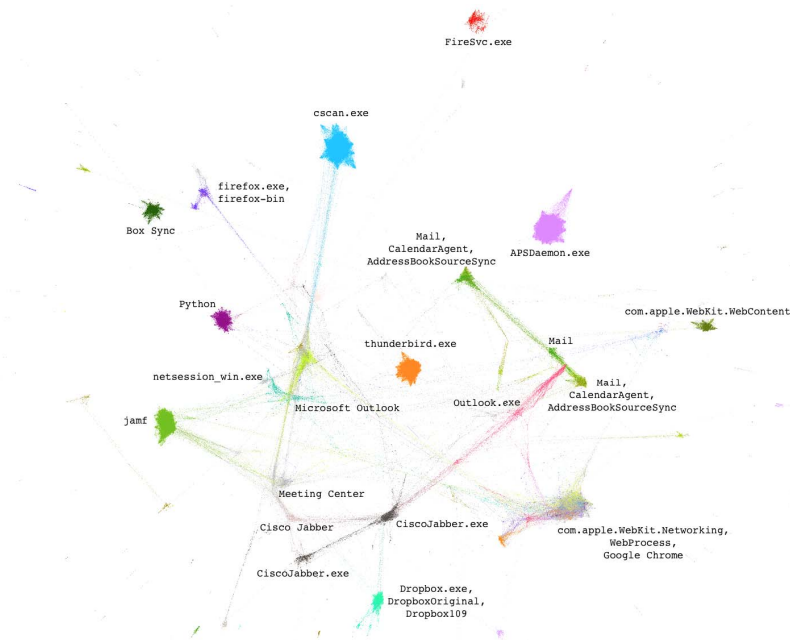 FireSvc.exe
cscan.exe
firefox.exe,
firefox-bin
Box Sync
Mail,
CalendarAgent,
AddressBookSourceSync
APSDaemon.exe
Python
com.apple.WebKit.WebContent
thunderbird.exe
Mail
netsession_win.exe
Mail,
CalendarAgent,
AddressBookSourceSync
Microsoft Outlook
Outlook.exe
jamf
Meeting Center
Cisco Jabber
CiscoJabber.exe
com.apple.WebKit.Networking,
WebProcess,
Google Chrome
CiscoJabber.exe
Dropbox.exe,
DropboxOriginal,
Dropbox109